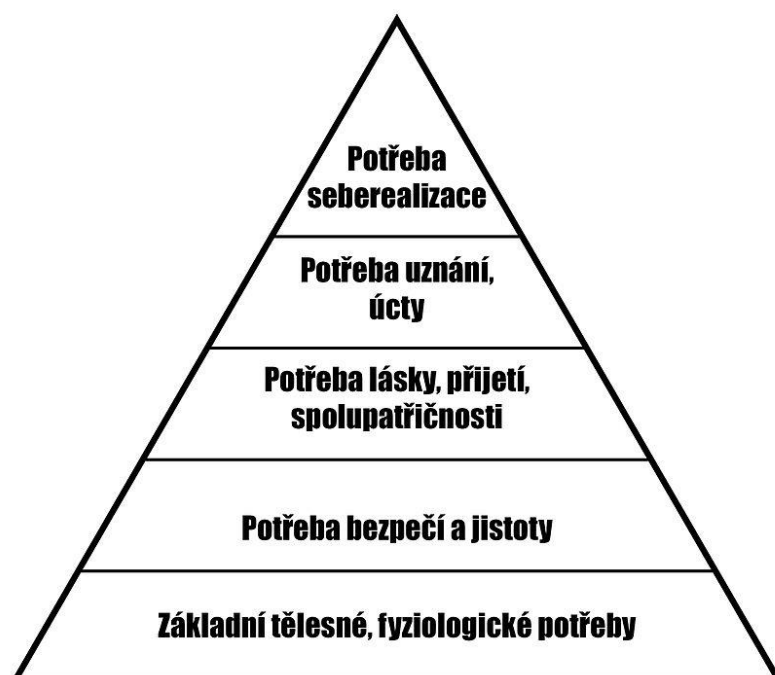 Potřeba
seberealizace
Potřeba uznání,
úcty
Potřeba lásky, přijetí,
spolupatřičnosti
Potřeba bezpečí a jistoty
Základní tělesné, fyziologické potřeby